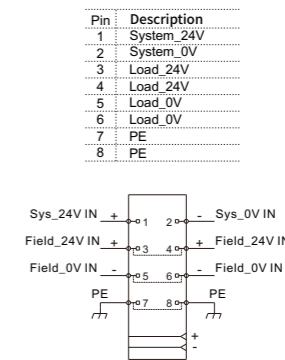 Pin Description
1 System_24V
2 System_0V
3 Load_24V
4 Load_24V
5 Load_0V
6 Load_0V
7 PE
8 PE
Sys_24V IN + 1 2 - Sys_0V IN
Field_24V IN + 3 4 + Field_24V IN
Field_0V IN - 5 6 - Field_0V IN
PE 7 8 PE
+
-